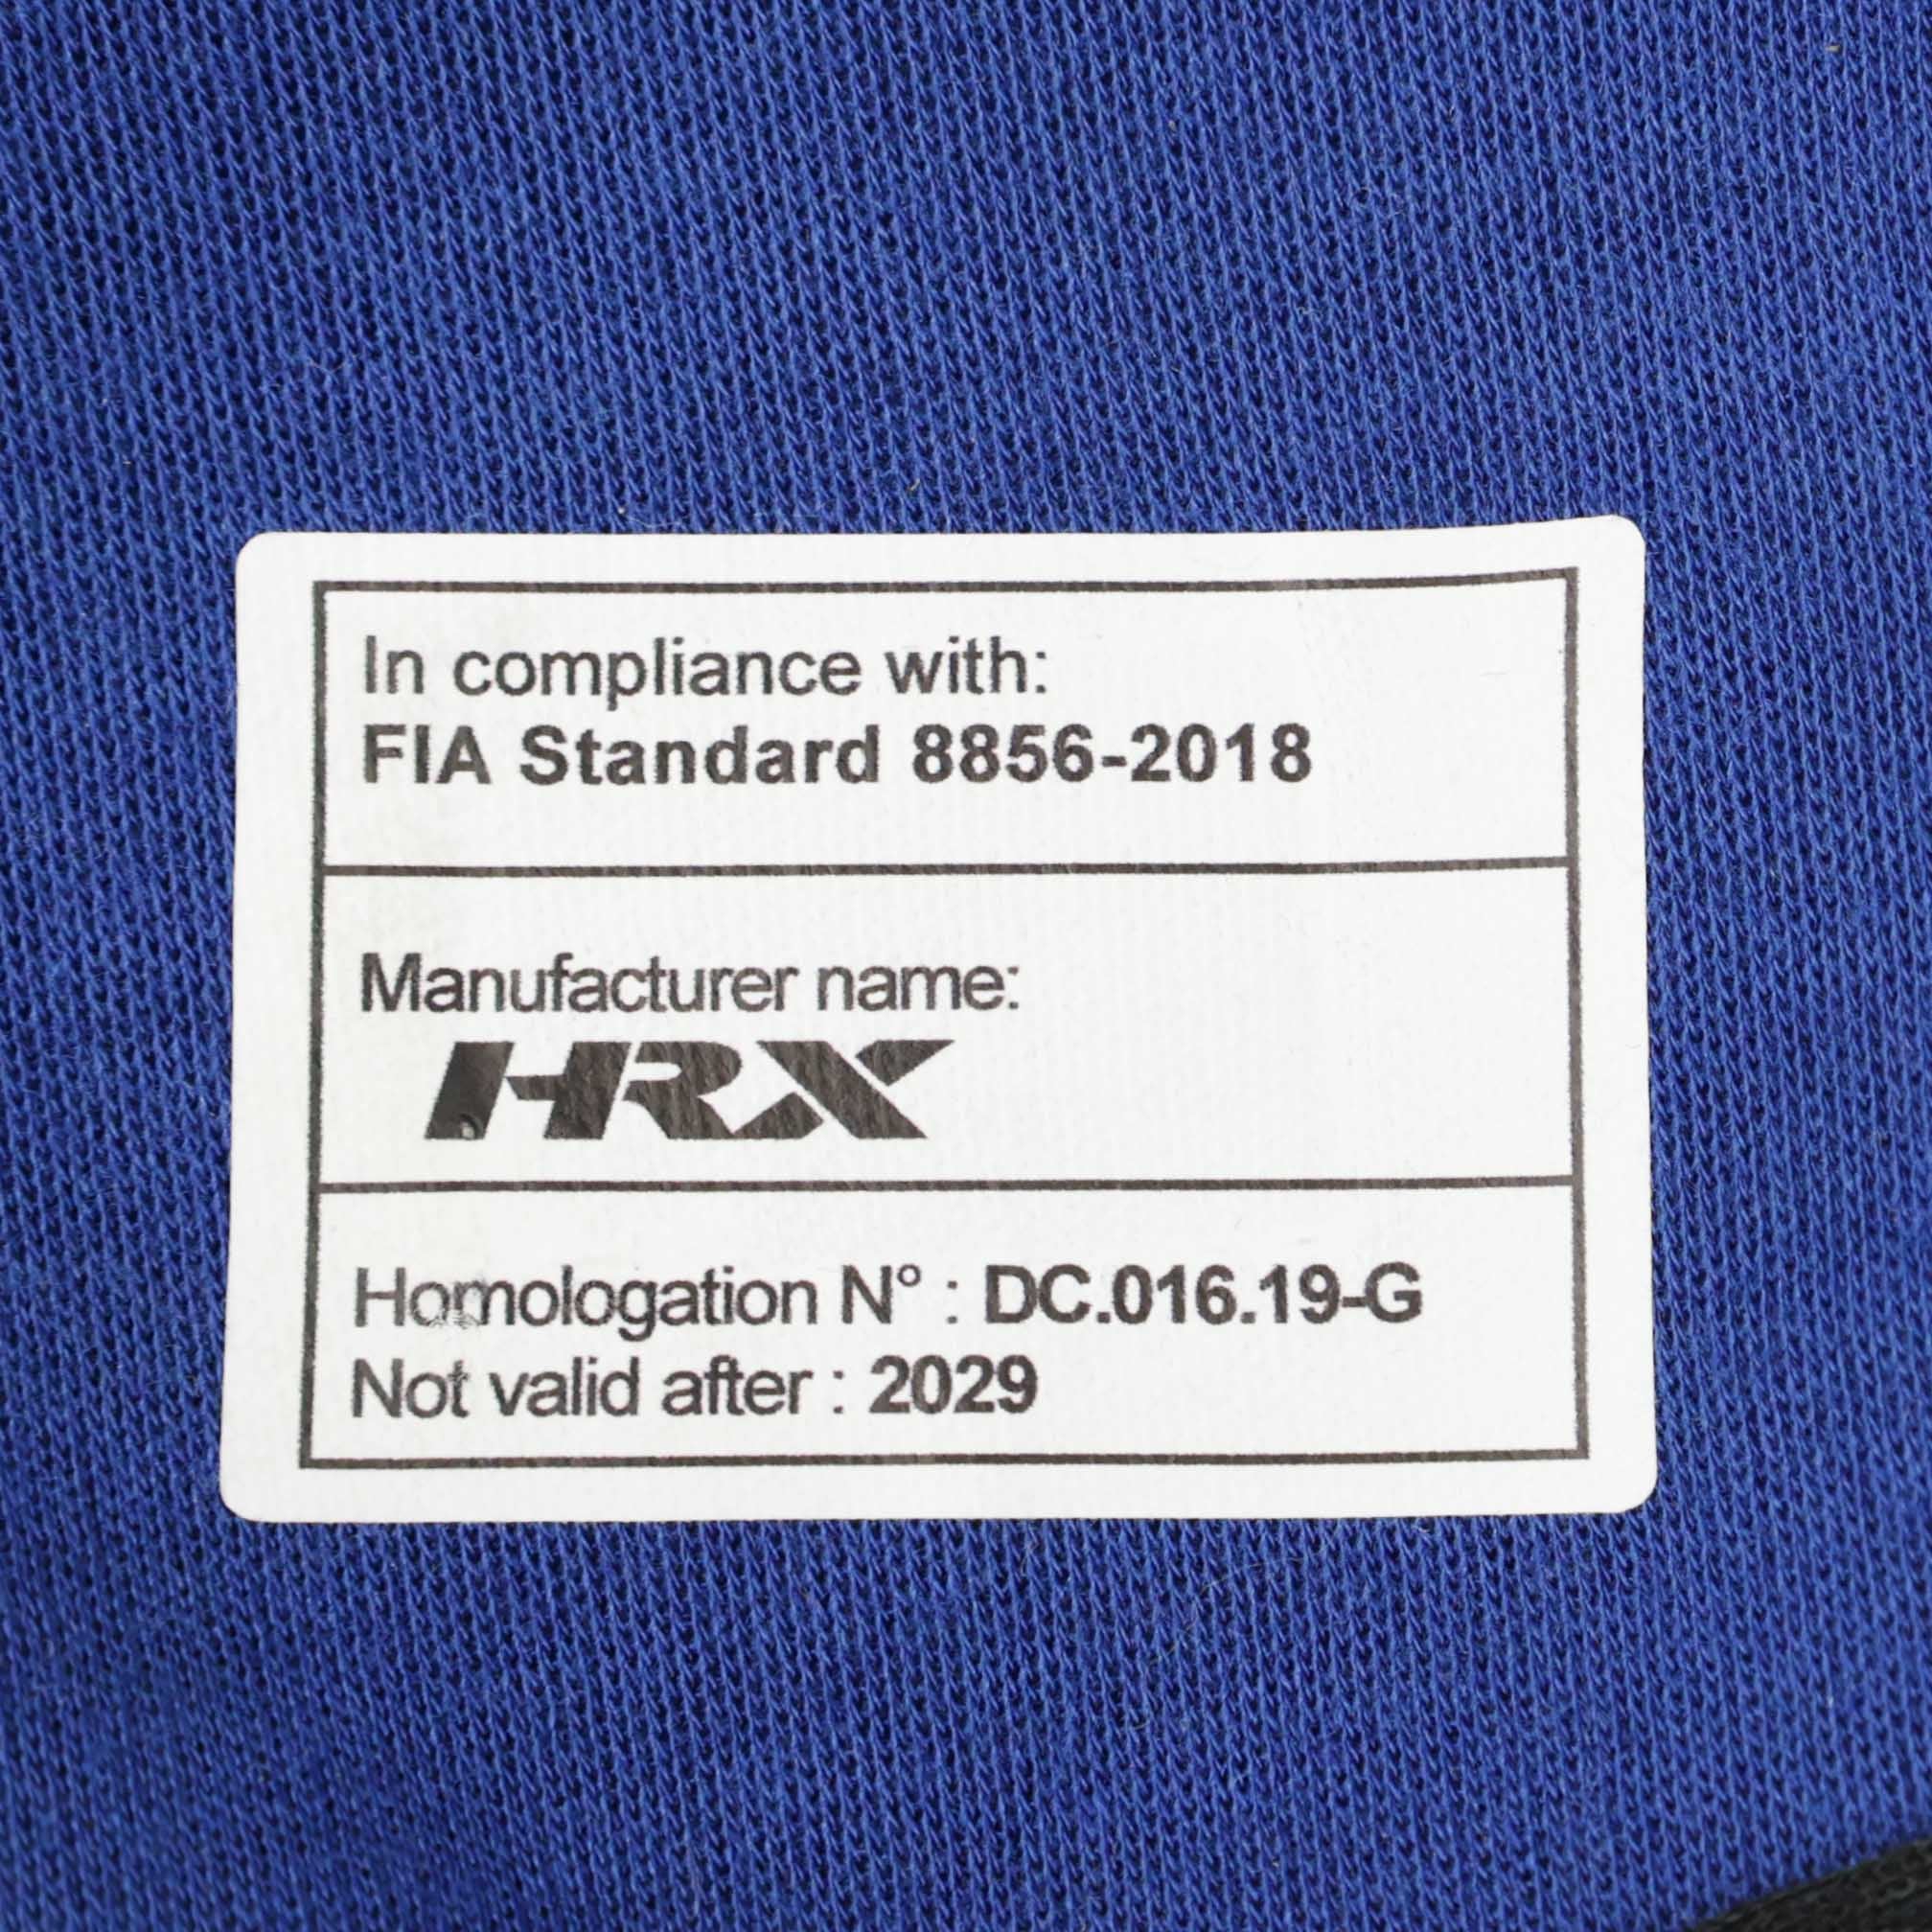 In compliance with:
FIA Standard 8856-2018
Manufacturer name:
HRX
Homologation N° : DC.016.19-G
Not valid after : 2029